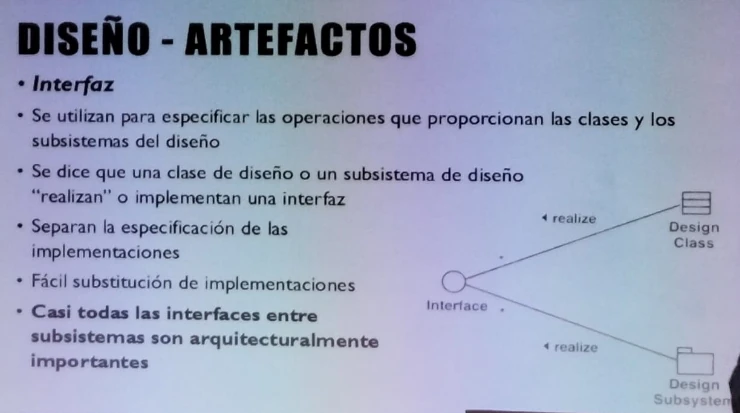 DISEÑO - ARTEFACTOS
• Interfaz
• Se utilizan para especificar las operaciones que proporcionan las clases y los
subsistemas del diseño
• Se dice que una clase de diseño o un subsistema de diseño
“realizan” o implementan una interfaz
• Separan la especificación de las
implementaciones
• Fácil substitución de implementaciones
• Casi todas las interfaces entre
subsistemas son arquitecturalmente
importantes
realize
Design
Class
Interface
realize
Design
Subsystem